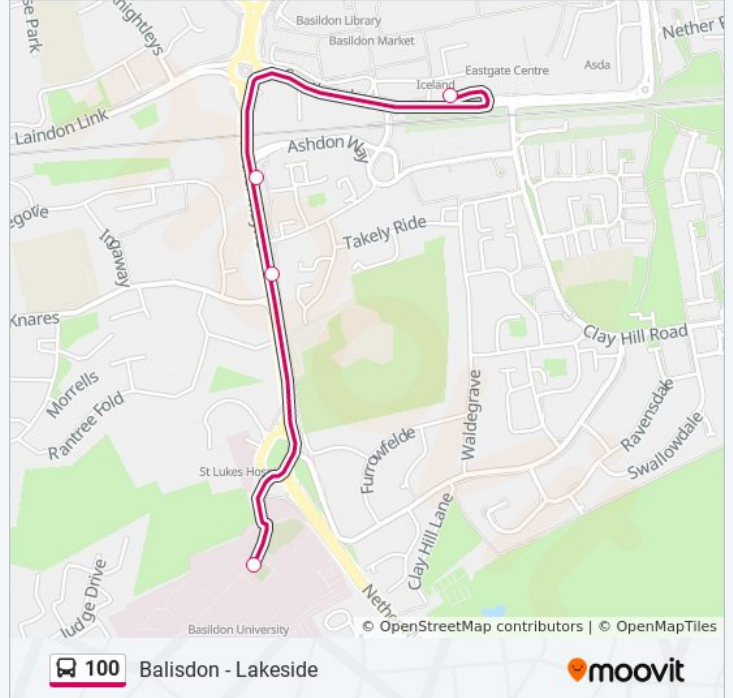 Basildon Library
Basildon Market
Nether
Eastgate Centre
Asda
Iceland
Laindon Link
Ashdon Way
Takely Ride
Ingaway
Knares
Clay Hill Road
Morrells
Rantree Fold
Waldegrave
Ravensdale
Swallowdale
Furrowfelde
St Lukes Hos
Clay Hill Lane
Basildon University
© OpenStreetMap contributors | © OpenMapTiles
100 Balisdon - Lakeside
moovit